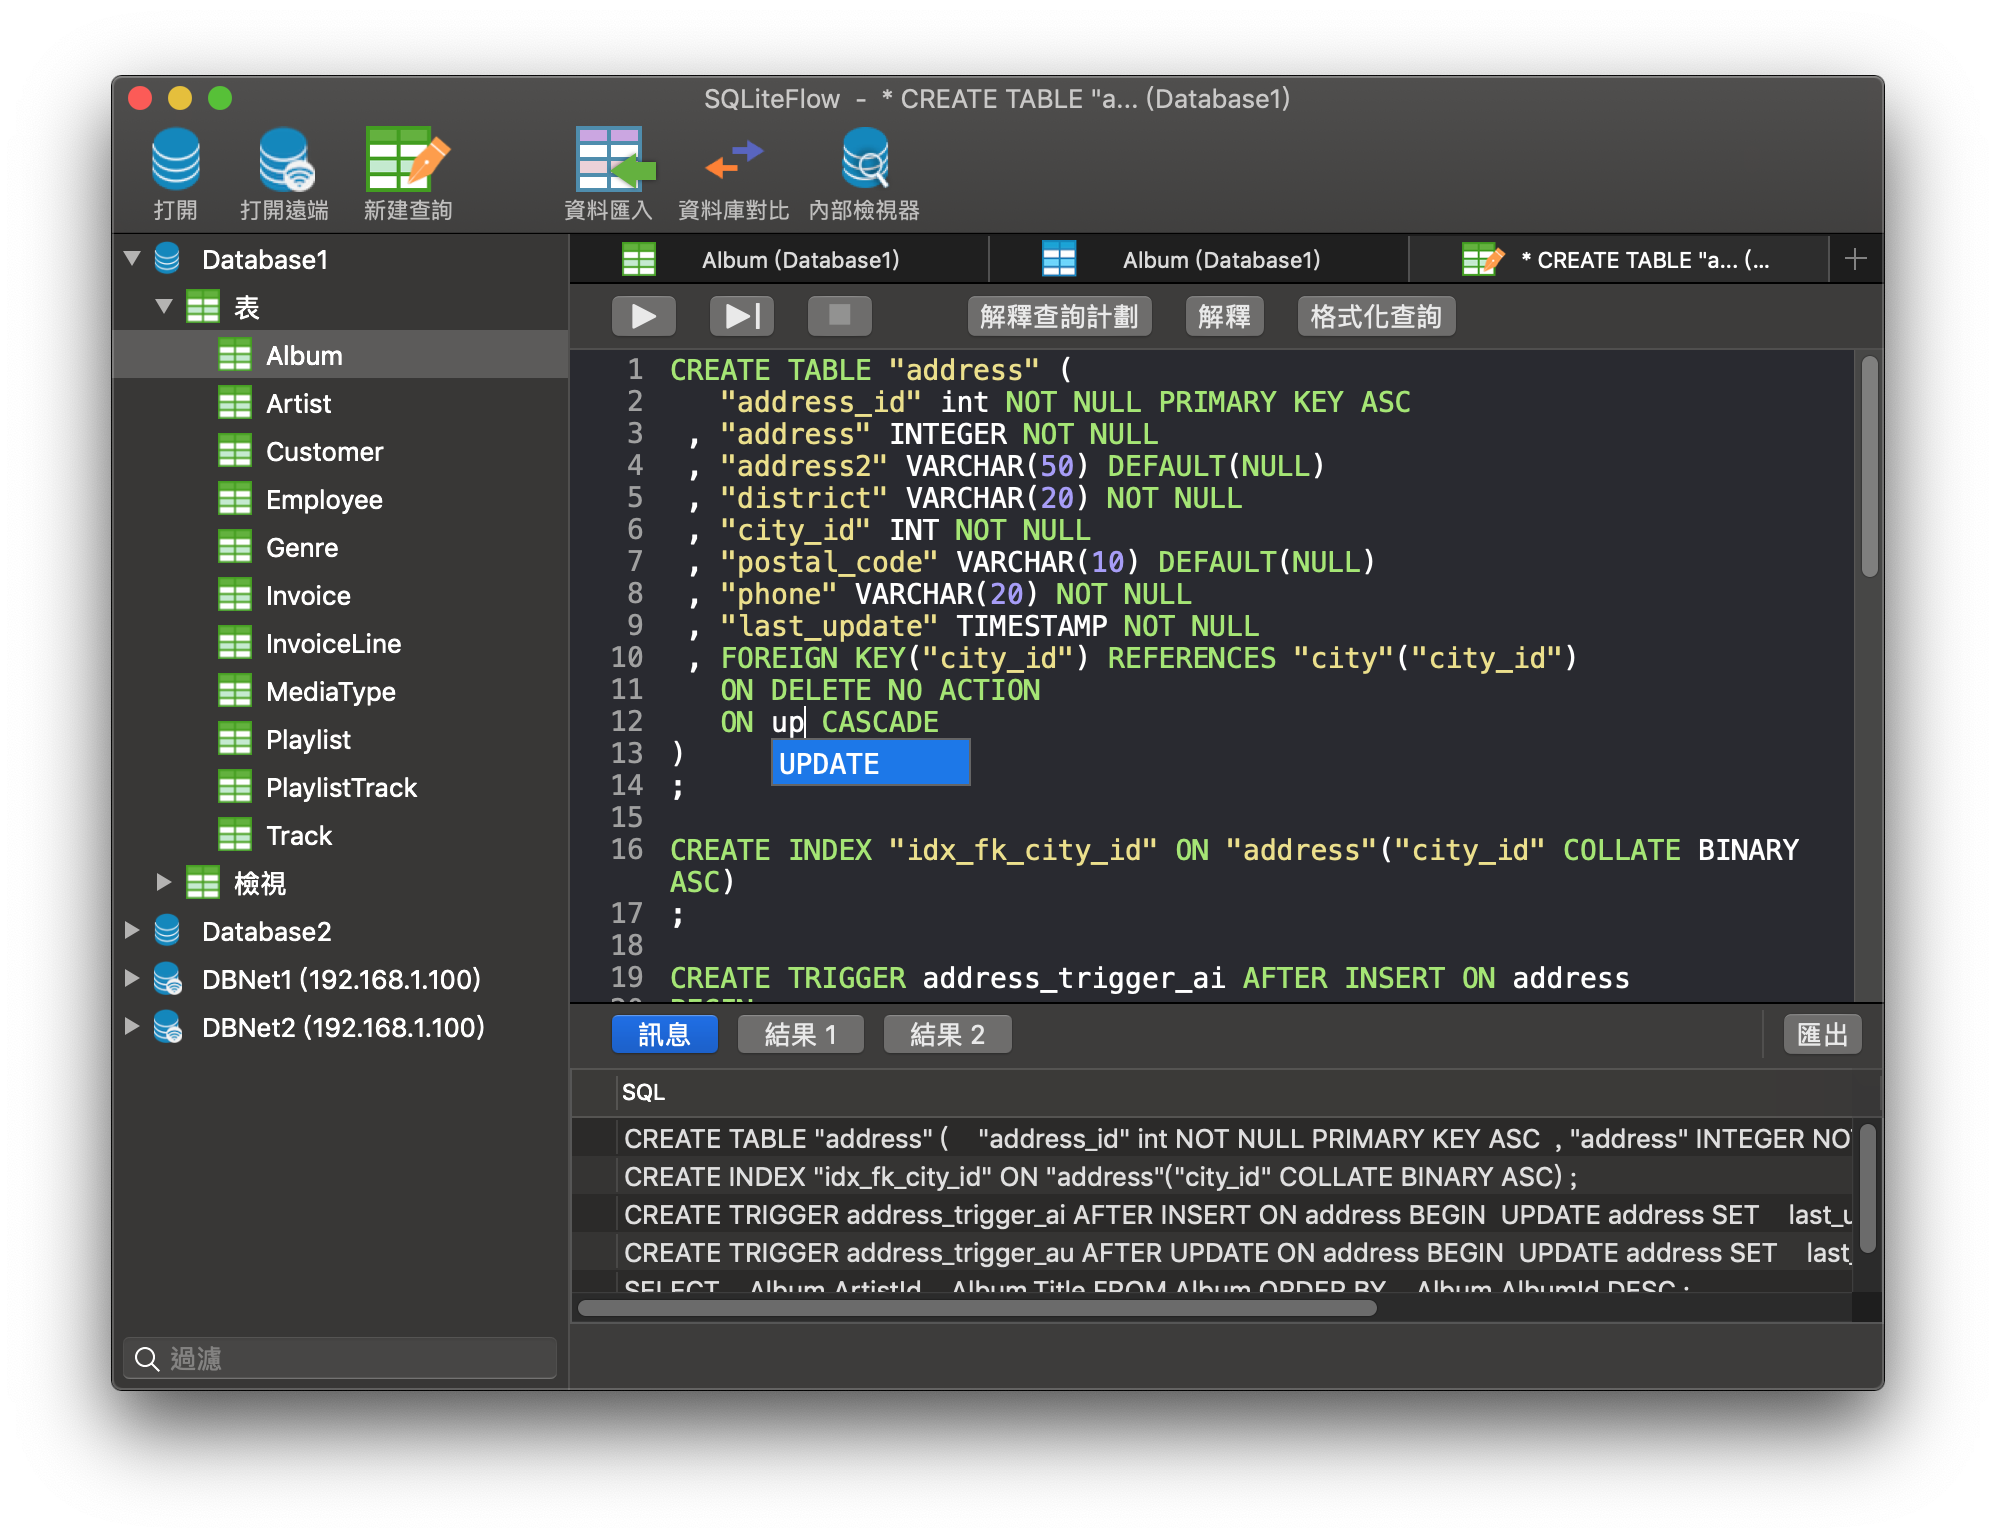 SQLiteFlow - * CREATE TABLE "a... (Database1)
打開
打開遠端
新建查詢
資料匯入
資料庫對比
內部檢視器
Database1
表
Album
Artist
Customer
Employee
Genre
Invoice
InvoiceLine
MediaType
Playlist
PlaylistTrack
Track
檢視
Database2
DBNet1 (192.168.1.100)
DBNet2 (192.168.1.100)
過濾
Album (Database1)
Album (Database1)
* CREATE TABLE "a... (...
解釋查詢計劃
解釋
格式化查詢
1 CREATE TABLE "address" (
2 "address_id" int NOT NULL PRIMARY KEY ASC
3 , "address" INTEGER NOT NULL
4 , "address2" VARCHAR(50) DEFAULT(NULL)
5 , "district" VARCHAR(20) NOT NULL
6 , "city_id" INT NOT NULL
7 , "postal_code" VARCHAR(10) DEFAULT(NULL)
8 , "phone" VARCHAR(20) NOT NULL
9 , "last_update" TIMESTAMP NOT NULL
10 , FOREIGN KEY("city_id") REFERENCES "city"("city_id")
11 ON DELETE NO ACTION
12 ON up CASCADE
UPDATE
13 )
14 ;
15
16 CREATE INDEX "idx_fk_city_id" ON "address"("city_id" COLLATE BINARY
ASC)
17 ;
18
19 CREATE TRIGGER address_trigger_ai AFTER INSERT ON address
20 BEGIN
訊息
結果 1
結果 2
匯出
SQL
CREATE TABLE "address" ( "address_id" int NOT NULL PRIMARY KEY ASC , "address" INTEGER NOT
CREATE INDEX "idx_fk_city_id" ON "address"("city_id" COLLATE BINARY ASC) ;
CREATE TRIGGER address_trigger_ai AFTER INSERT ON address BEGIN UPDATE address SET last_u
CREATE TRIGGER address_trigger_au AFTER UPDATE ON address BEGIN UPDATE address SET last_
SELECT Album.ArtistId Album.Title FROM Album ORDER BY Album.AlbumId DESC ;